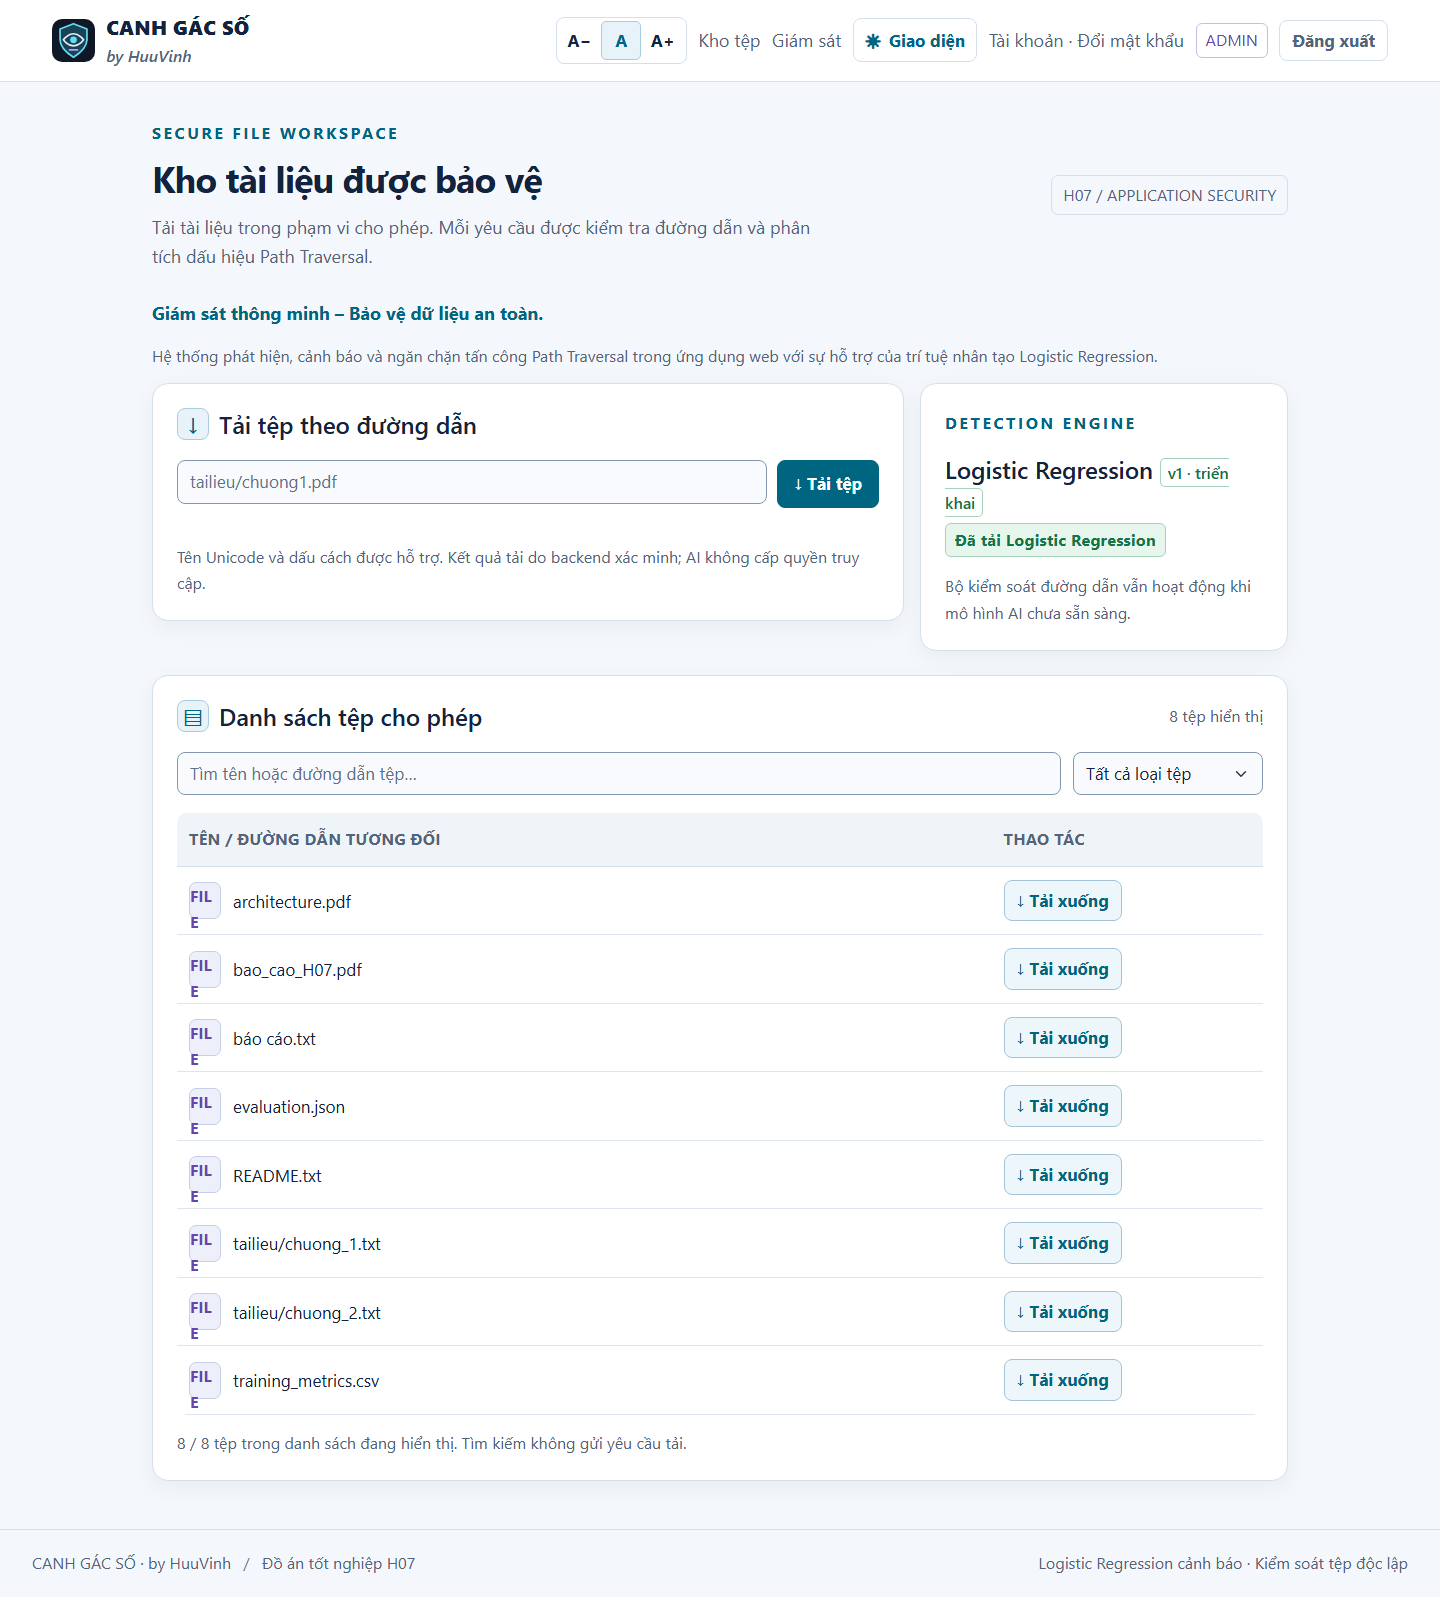 CANH GÁC SỐ
by HuuVinh
A− A A+ Kho tệp Giám sát Giao diện Tài khoản · Đổi mật khẩu ADMIN Đăng xuất
SECURE FILE WORKSPACE
Kho tài liệu được bảo vệ
H07 / APPLICATION SECURITY
Tải tài liệu trong phạm vi cho phép. Mỗi yêu cầu được kiểm tra đường dẫn và phân
tích dấu hiệu Path Traversal.
Giám sát thông minh – Bảo vệ dữ liệu an toàn.
Hệ thống phát hiện, cảnh báo và ngăn chặn tấn công Path Traversal trong ứng dụng web với sự hỗ trợ của trí tuệ nhân tạo Logistic Regression.
↓ Tải tệp theo đường dẫn
tailieu/chuong1.pdf
↓ Tải tệp
Tên Unicode và dấu cách được hỗ trợ. Kết quả tải do backend xác minh; AI không cấp quyền truy
cập.
DETECTION ENGINE
Logistic Regression v1 · triển
khai
Đã tải Logistic Regression
Bộ kiểm soát đường dẫn vẫn hoạt động khi
mô hình AI chưa sẵn sàng.
Danh sách tệp cho phép
8 tệp hiển thị
Tìm tên hoặc đường dẫn tệp...
Tất cả loại tệp
TÊN / ĐƯỜNG DẪN TƯƠNG ĐỐI THAO TÁC
FIL
E
architecture.pdf ↓ Tải xuống
FIL
E
bao_cao_H07.pdf ↓ Tải xuống
FIL
E
báo cáo.txt ↓ Tải xuống
FIL
E
evaluation.json ↓ Tải xuống
FIL
E
README.txt ↓ Tải xuống
FIL
E
tailieu/chuong_1.txt ↓ Tải xuống
FIL
E
tailieu/chuong_2.txt ↓ Tải xuống
FIL
E
training_metrics.csv ↓ Tải xuống
8 / 8 tệp trong danh sách đang hiển thị. Tìm kiếm không gửi yêu cầu tải.
CANH GÁC SỐ · by HuuVinh / Đồ án tốt nghiệp H07
Logistic Regression cảnh báo · Kiểm soát tệp độc lập